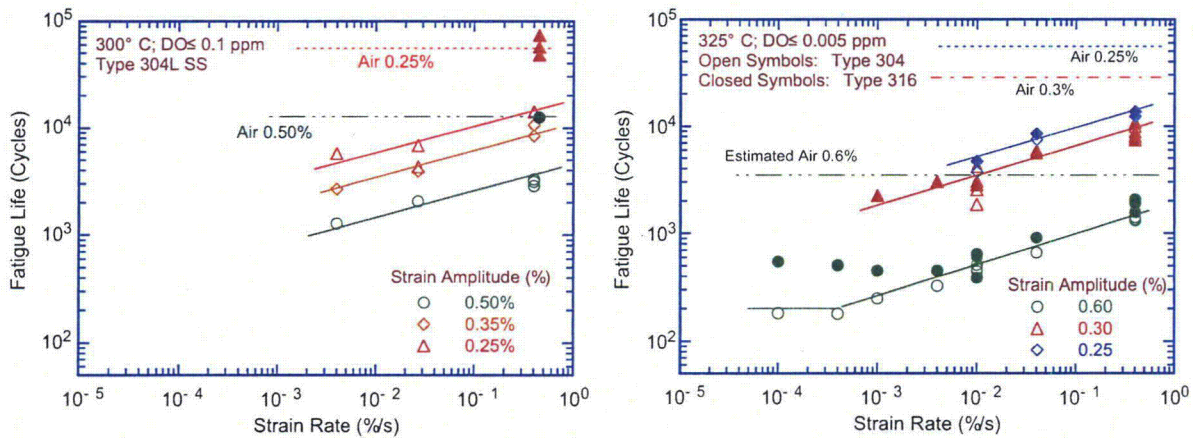 300° C; DO≤ 0.1 ppm
Type 304L SS
Air 0.25%
Air 0.50%
Strain Amplitude (%)
0.50%
0.35%
0.25%
10⁵
10⁴
10³
10²
Fatigue Life (Cycles)
10⁻⁵ 10⁻⁴ 10⁻³ 10⁻² 10⁻¹ 10⁰
Strain Rate (%/s)
325° C; DO≤ 0.005 ppm
Open Symbols: Type 304
Closed Symbols: Type 316
Air 0.25%
Air 0.3%
Estimated Air 0.6%
Strain Amplitude (%)
0.60
0.30
0.25
10⁵
10⁴
10³
10²
Fatigue Life (Cycles)
10⁻⁵ 10⁻⁴ 10⁻³ 10⁻² 10⁻¹ 10⁰
Strain Rate (%/s)